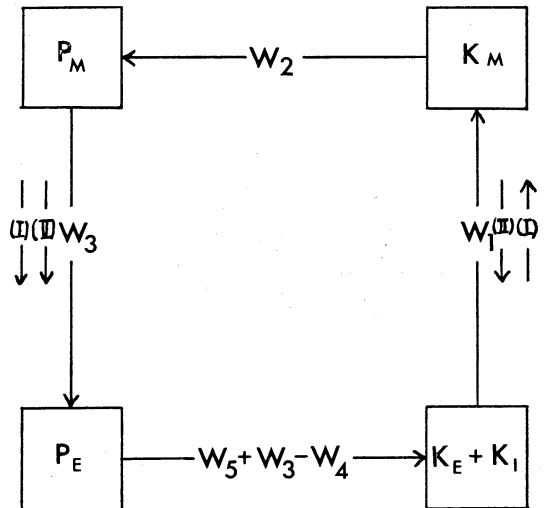 P_M W_2 K_M
(I) (II) W_3 W_1 (II) (I)
P_E W_5 + W_3 - W_4 K_E + K_I